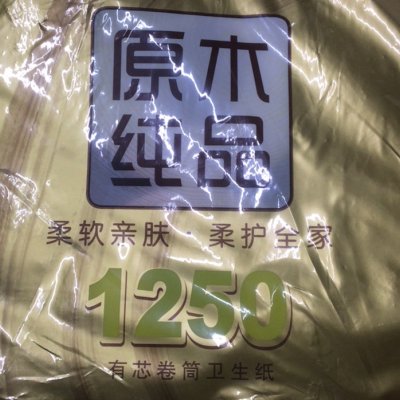 原木
纯品
柔软亲肤·柔护全家
1250
有芯卷筒卫生纸